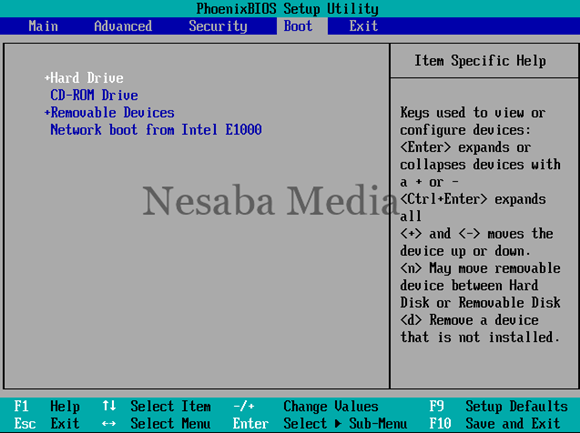 PhoenixBIOS Setup Utility
Main Advanced Security Boot Exit
+Hard Drive
CD-ROM Drive
+Removable Devices
Network boot from Intel E1000
Item Specific Help
Keys used to view or
configure devices:
<Enter> expands or
collapses devices with
a + or -
<Ctrl+Enter> expands
all
<+> and <-> moves the
device up or down.
<n> May move removable
device between Hard
Disk or Removable Disk
<d> Remove a device
that is not installed.
Nesaba Media
F1 Help ↑↓ Select Item -/+ Change Values F9 Setup Defaults
Esc Exit ↔ Select Menu Enter Select ▶ Sub-Menu F10 Save and Exit